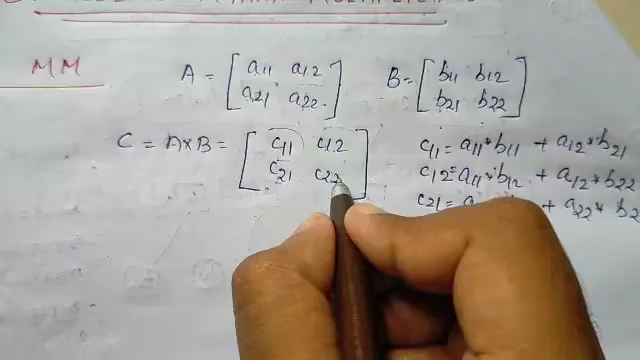 MM
A = [a11 a12
a21 a22] B = [b11 b12
b21 b22]
C = A×B = [c11 c12
c21 c22]
c11 = a11*b11 + a12*b21
c12 = a11*b12 + a12*b22
c21 = a + a22*b2